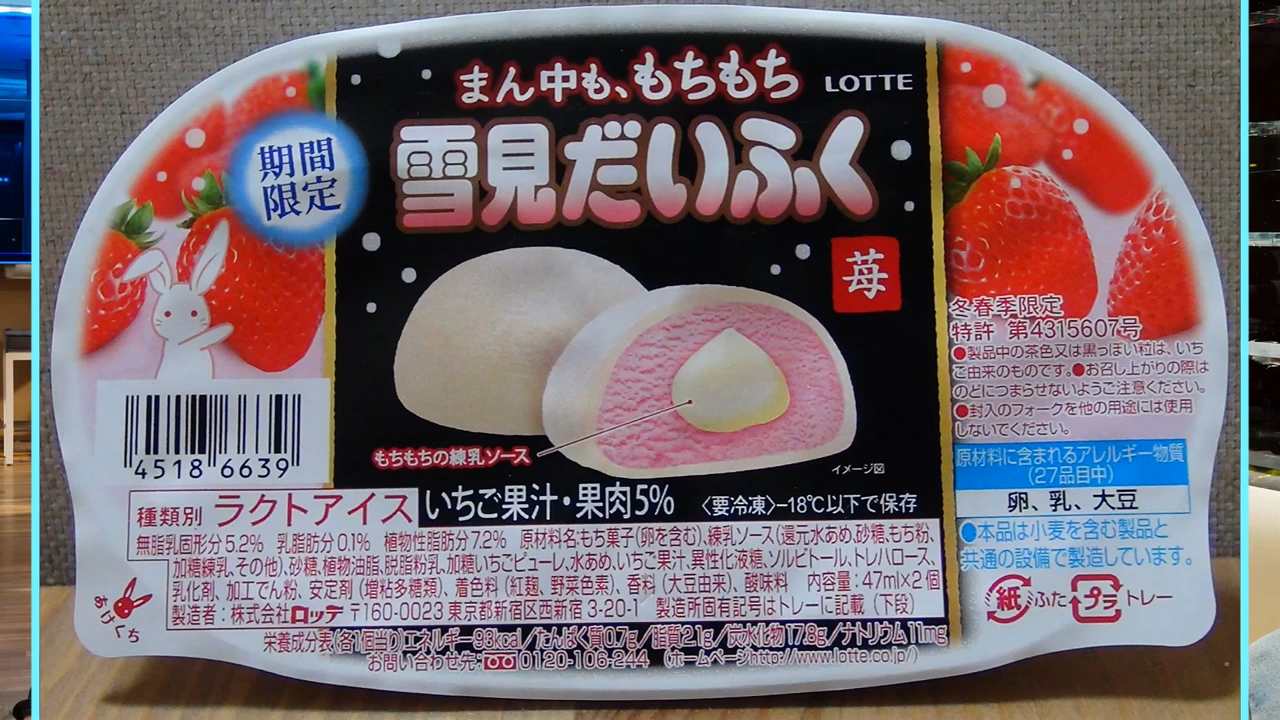 まん中も、もちもち
LOTTE
雪見だいふく
期間
限定
苺
もちもちの練乳ソース
イメージ図
4518 6639
種類別 ラクトアイス
いちご果汁・果肉5%
〈要冷凍〉−18℃以下で保存
無脂乳固形分 5.2% 乳脂肪分 0.1% 植物性脂肪分 7.2% 原材料名:もち菓子(卵を含む)、練乳ソース(還元水あめ、砂糖、もち粉、
加糖練乳、その他)、砂糖、植物油脂、脱脂粉乳、加糖いちごピューレ、水あめ、いちご果汁、異性化液糖、ソルビトール、トレハロース、
乳化剤、加工でん粉、安定剤(増粘多糖類)、着色料(紅麹、野菜色素)、香料(大豆由来)、酸味料 内容量:47ml×2個
製造者:株式会社ロッテ 〒160-0023 東京都新宿区西新宿 3-20-1 製造所固有記号はトレーに記載(下段)
栄養成分表(各1個当り)エネルギー93kcal/たんぱく質0.7g/脂質2.1g/炭水化物17.8g/ナトリウム11mg
お問い合わせ先:0120-106-244 (ホームページhttp://www.lotte.co.jp/)
あけくち
冬春季限定
特許 第4315607号
●製品中の茶色又は黒っぽい粒は、いち
ご由来のものです。●お召し上がりの際は
のどにつまらせないようご注意ください。
●封入のフォークを他の用途には使用
しないでください。
原材料に含まれるアレルギー物質
(27品目中)
卵、乳、大豆
●本品は小麦を含む製品と
共通の設備で製造しています。
紙 ふた プラ トレー